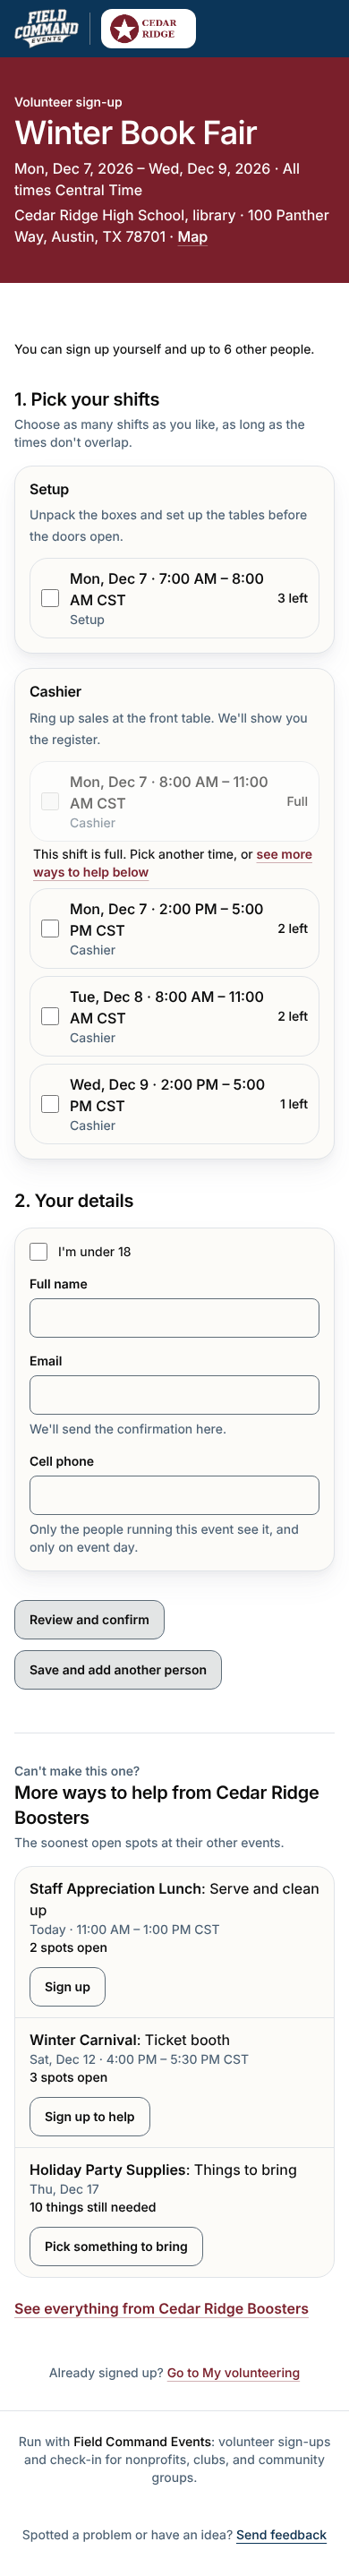 FIELD
COMMAND
EVENTS
CEDAR
RIDGE
Volunteer sign-up
Winter Book Fair
Mon, Dec 7, 2026 – Wed, Dec 9, 2026 · All
times Central Time
Cedar Ridge High School, library · 100 Panther
Way, Austin, TX 78701 · Map
You can sign up yourself and up to 6 other people.
1. Pick your shifts
Choose as many shifts as you like, as long as the
times don't overlap.
Setup
Unpack the boxes and set up the tables before
the doors open.
Mon, Dec 7 · 7:00 AM – 8:00
AM CST
3 left
Setup
Cashier
Ring up sales at the front table. We'll show you
the register.
Mon, Dec 7 · 8:00 AM – 11:00
AM CST
Full
Cashier
This shift is full. Pick another time, or see more
ways to help below
Mon, Dec 7 · 2:00 PM – 5:00
PM CST
2 left
Cashier
Tue, Dec 8 · 8:00 AM – 11:00
AM CST
2 left
Cashier
Wed, Dec 9 · 2:00 PM – 5:00
PM CST
1 left
Cashier
2. Your details
I'm under 18
Full name
Email
We'll send the confirmation here.
Cell phone
Only the people running this event see it, and
only on event day.
Review and confirm
Save and add another person
Can't make this one?
More ways to help from Cedar Ridge
Boosters
The soonest open spots at their other events.
Staff Appreciation Lunch: Serve and clean
up
Today · 11:00 AM – 1:00 PM CST
2 spots open
Sign up
Winter Carnival: Ticket booth
Sat, Dec 12 · 4:00 PM – 5:30 PM CST
3 spots open
Sign up to help
Holiday Party Supplies: Things to bring
Thu, Dec 17
10 things still needed
Pick something to bring
See everything from Cedar Ridge Boosters
Already signed up? Go to My volunteering
Run with Field Command Events: volunteer sign-ups
and check-in for nonprofits, clubs, and community
groups.
Spotted a problem or have an idea? Send feedback